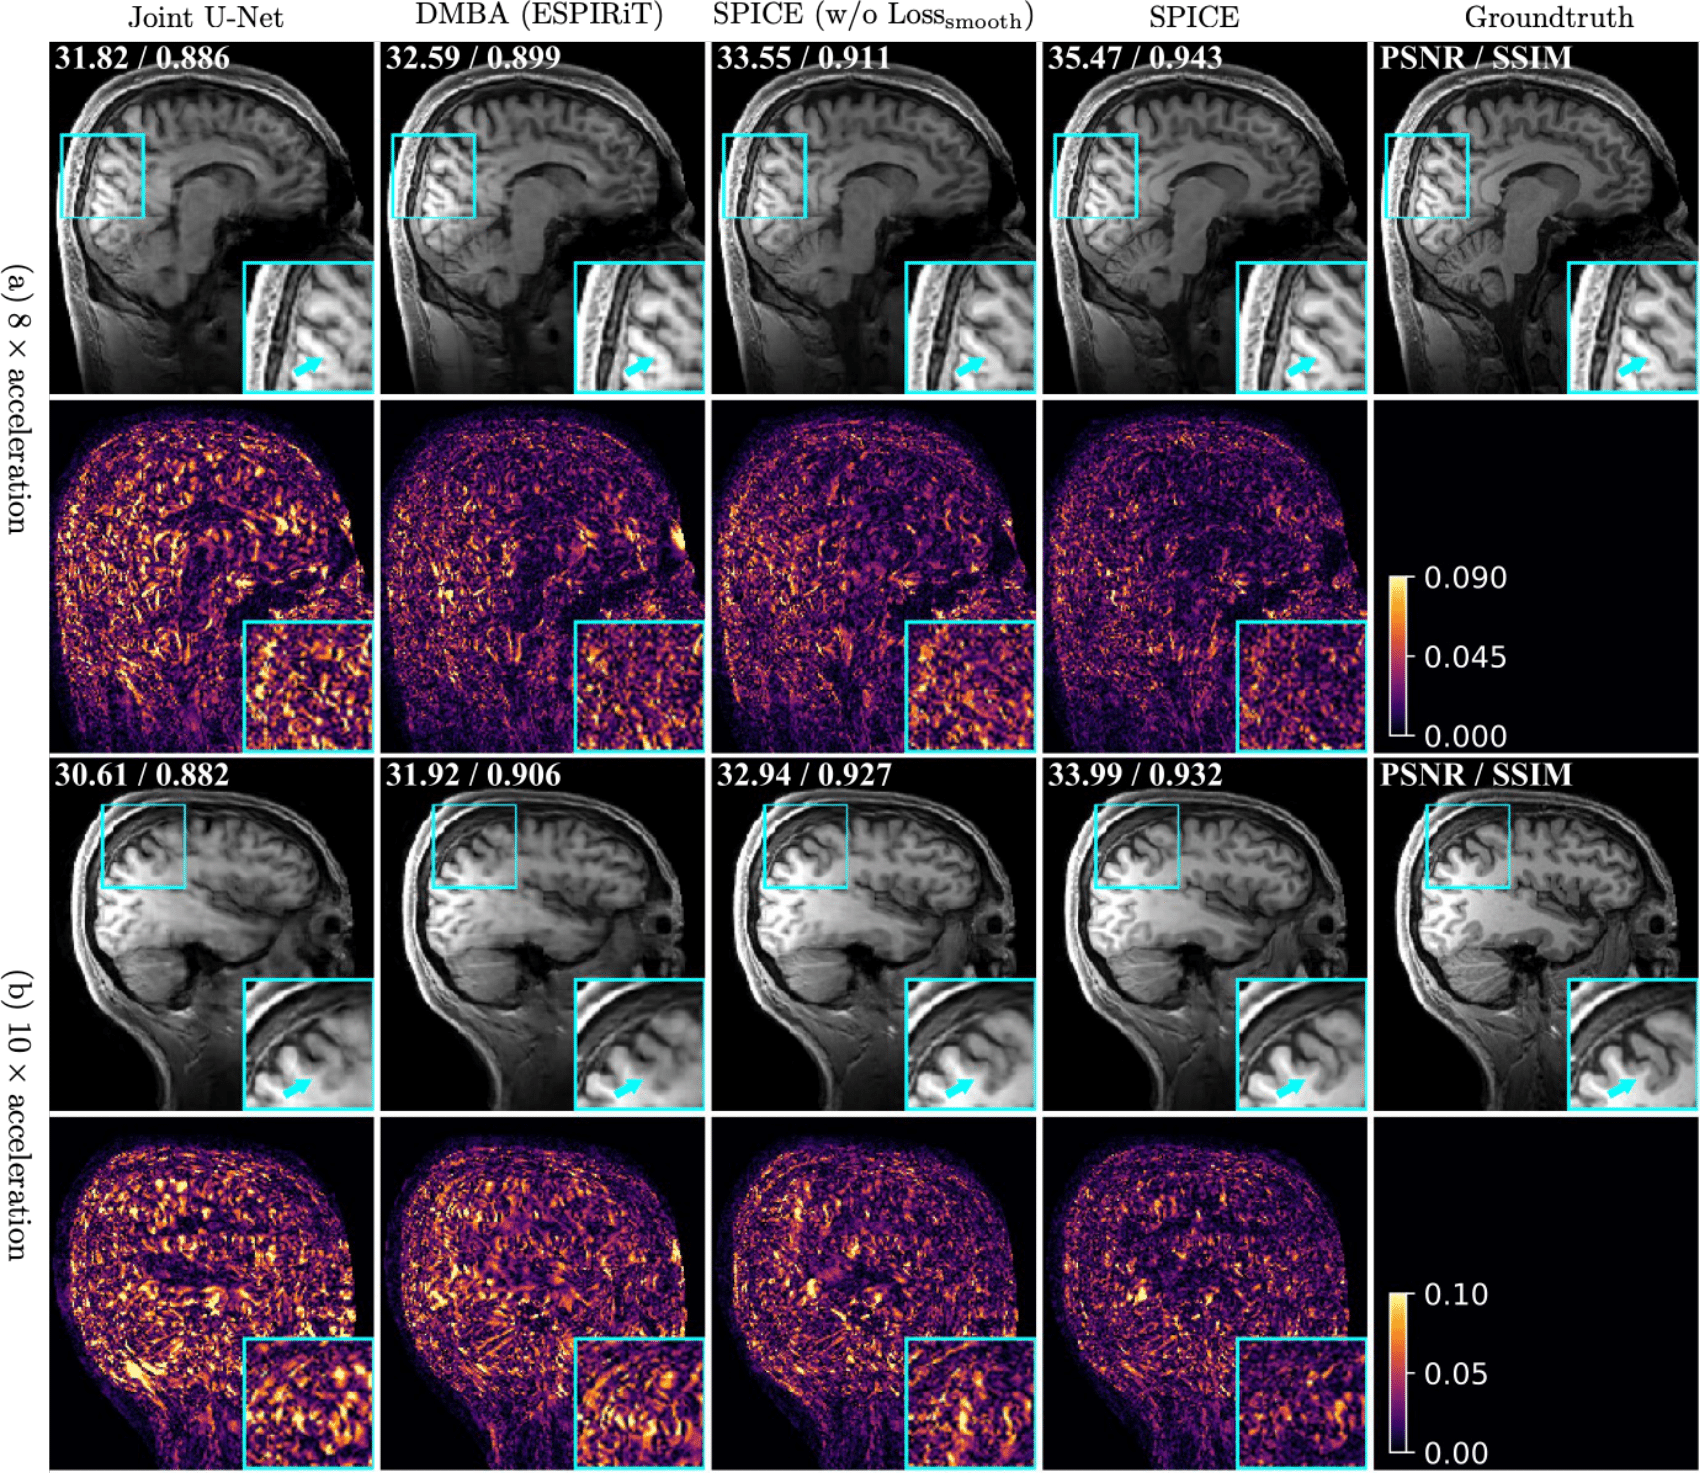 Joint U-Net
DMBA (ESPIRiT)
SPICE (w/o Loss_smooth)
SPICE
Groundtruth
(a) 8 × acceleration
31.82 / 0.886
32.59 / 0.899
33.55 / 0.911
35.47 / 0.943
PSNR / SSIM
0.090
0.045
0.000
(b) 10 × acceleration
30.61 / 0.882
31.92 / 0.906
32.94 / 0.927
33.99 / 0.932
PSNR / SSIM
0.10
0.05
0.00